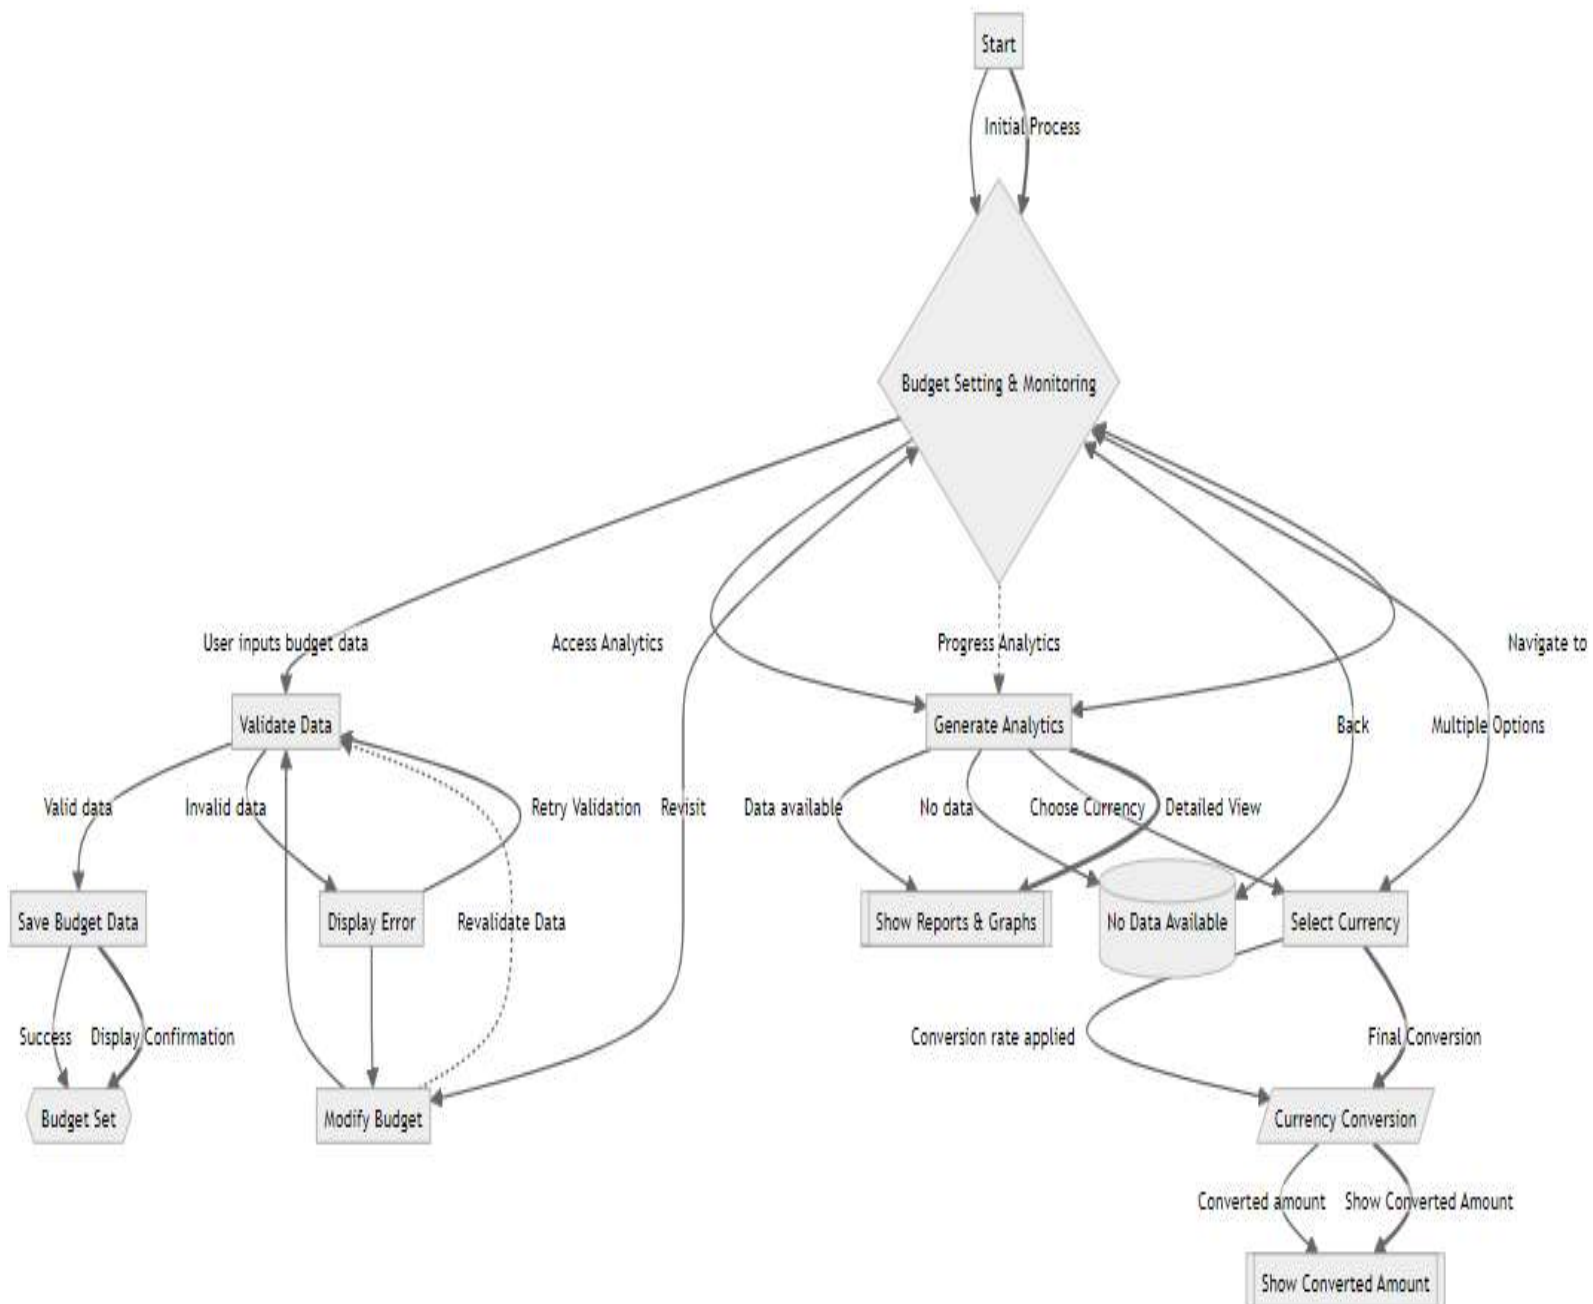 Start
Initial Process
Budget Setting & Monitoring
User inputs budget data
Access Analytics
Progress Analytics
Navigate to
Validate Data
Generate Analytics
Back
Multiple Options
Valid data
Invalid data
Retry Validation
Revisit
Data available
No data
Choose Currency
Detailed View
Save Budget Data
Display Error
Revalidate Data
Show Reports & Graphs
No Data Available
Select Currency
Success
Display Confirmation
Conversion rate applied
Final Conversion
Budget Set
Modify Budget
Currency Conversion
Converted amount
Show Converted Amount
Show Converted Amount